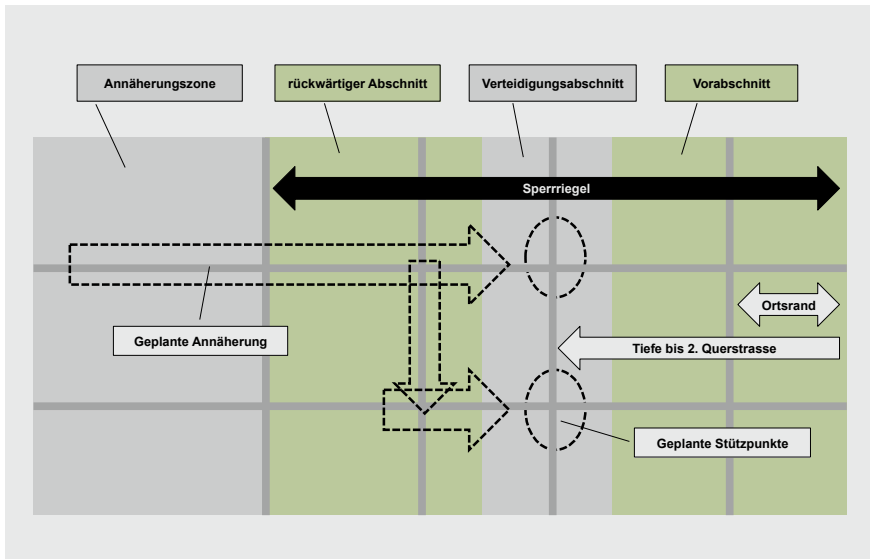 Annäherungszone
rückwärtiger Abschnitt
Verteidigungsabschnitt
Vorabschnitt
Sperrriegel
Ortsrand
Geplante Annäherung
Tiefe bis 2. Querstrasse
Geplante Stützpunkte